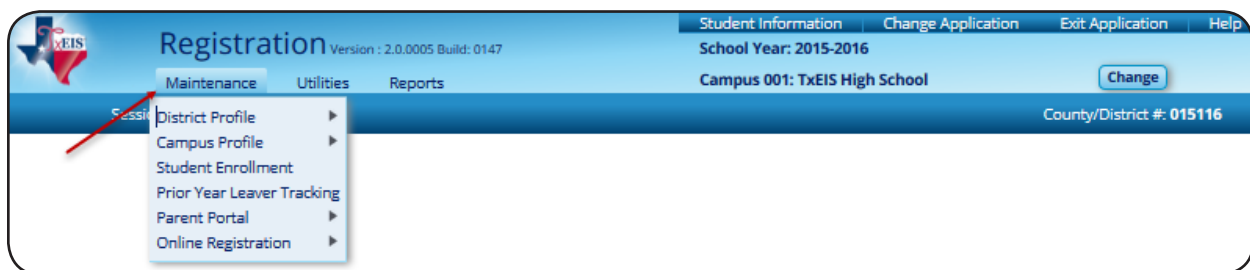 TxEIS
Registration Version : 2.0.0005 Build: 0147
Student Information Change Application Exit Application Help
School Year: 2015-2016
Maintenance Utilities Reports
Campus 001: TxEIS High School Change
County/District #: 015116
District Profile
Campus Profile
Student Enrollment
Prior Year Leaver Tracking
Parent Portal
Online Registration